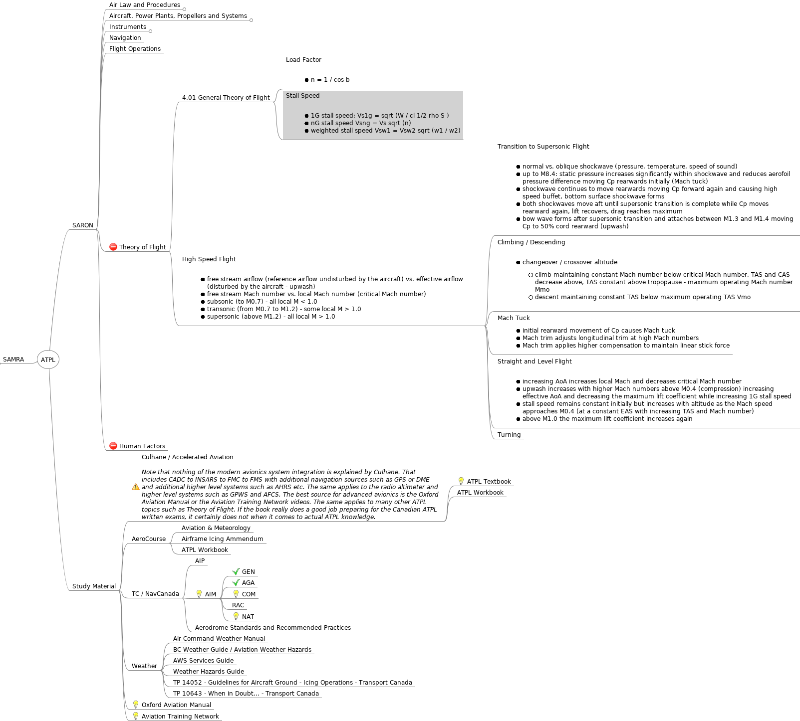 Air Law and Procedures
Aircraft, Power Plants, Propellers and Systems
Instruments
Navigation
Flight Operations
Load Factor
● n = 1 / cos b
4.01 General Theory of Flight
Stall Speed
● 1G stall speed: Vs1g = sqrt (W / cl 1/2 rho S )
● nG stall speed Vsng = Vs sqrt (n)
● weighted stall speed Vsw1 = Vsw2 sqrt (w1 / w2)
SARON
Theory of Flight
High Speed Flight
● free stream airflow (reference airflow undisturbed by the aircraft) vs. effective airflow
(disturbed by the aircraft - upwash)
● free stream Mach number vs. local Mach number (critical Mach number)
● subsonic (to M0.7) - all local M < 1.0
● transonic (from M0.7 to M1.2) - some local M > 1.0
● supersonic (above M1.2) - all local M > 1.0
Transition to Supersonic Flight
● normal vs. oblique shockwave (pressure, temperature, speed of sound)
● up to M8.4: static pressure increases significantly within shockwave and reduces aerofoil
pressure difference moving Cp rearwards initially (Mach tuck)
● shockwave continues to move rearwards moving Cp forward again and causing high
speed buffet, bottom surface shockwave forms
● both shockwaves move aft until supersonic transition is complete while Cp moves
rearward again, lift recovers, drag reaches maximum
● bow wave forms after supersonic transition and attaches between M1.3 and M1.4 moving
Cp to 50% cord rearward (upwash)
Climbing / Descending
● changeover / crossover altitude
○ climb maintaining constant Mach number below critical Mach number, TAS and CAS
decrease above, TAS constant above tropopause - maximum operating Mach number
Mmo
○ descent maintaining constant TAS below maximum operating TAS Vmo
Mach Tuck
● initial rearward movement of Cp causes Mach tuck
● Mach trim adjusts longitudinal trim at high Mach numbers
● Mach trim applies higher compensation to maintain linear stick force
Straight and Level Flight
● increasing AoA increases local Mach and decreases critical Mach number
● upwash increases with higher Mach numbers above M0.4 (compression) increasing
effective AoA and decreasing the maximum lift coefficient while increasing 1G stall speed
● stall speed remains constant initially but increases with altitude as the Mach speed
approaches M0.4 (at a constant EAS with increasing TAS and Mach number)
● above M1.0 the maximum lift coefficient increases again
Turning
Human Factors
SAMRA
ATPL
Culhane / Accelerated Aviation
Note that nothing of the modern avionics system integration is explained by Culhane. That
includes CADC to INS/IRS to FMC to FMS with additional navigation sources such as GPS or DME
and additional higher level systems such as AHRS etc. The same applies to the radio altimeter and
higher level systems such as GPWS and AFCS. The best source for advanced avionics is the Oxford
Aviation Manual or the Aviation Training Network videos. The same applies to many other ATPL
topics such as Theory of Flight. If the book really does a good job preparing for the Canadian ATPL
written exams, it certainly does not when it comes to actual ATPL knowledge.
ATPL Textbook
ATPL Workbook
AeroCourse
Aviation & Meteorology
Airframe Icing Ammendum
ATPL Workbook
Study Material
TC / NavCanada
AIP
AIM
GEN
AGA
COM
RAC
NAT
Aerodrome Standards and Recommended Practices
Weather
Air Command Weather Manual
BC Weather Guide / Aviation Weather Hazards
AWS Services Guide
Weather Hazards Guide
TP 14052 - Guidelines for Aircraft Ground - Icing Operations - Transport Canada
TP 10643 - When in Doubt... - Transport Canada
Oxford Aviation Manual
Aviation Training Network